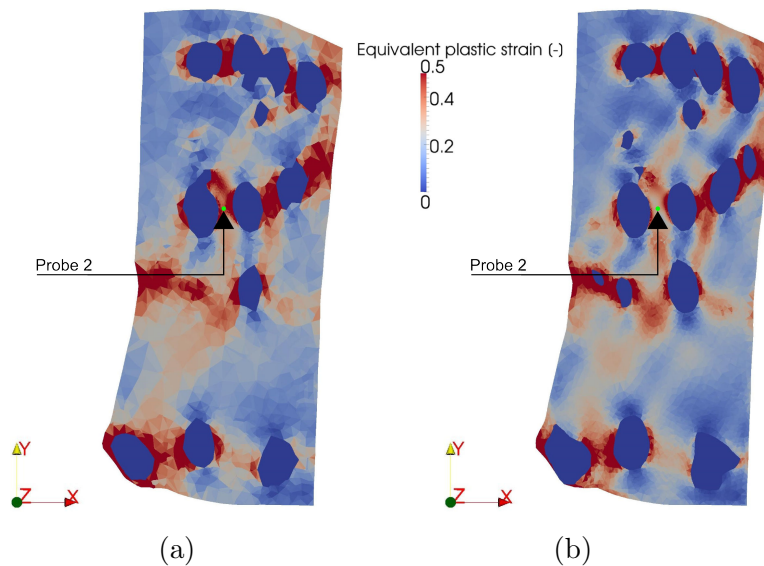 Equivalent plastic strain (-)
0.5
0.4
0.2
0
Probe 2
Probe 2
Y
Z
X
Y
Z
X
(a)
(b)